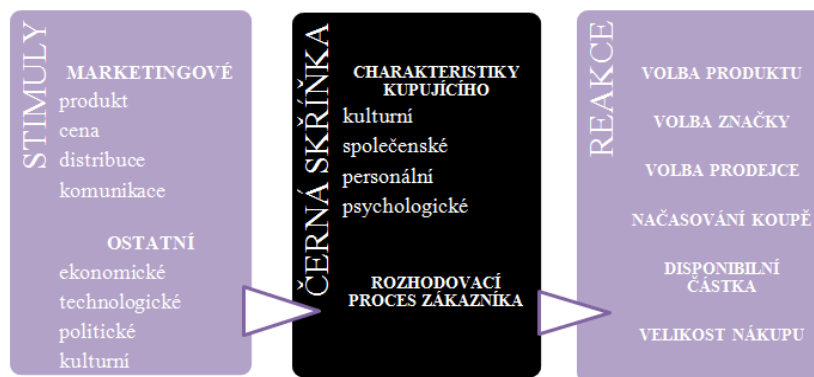 STIMULY
MARKETINGOVÉ
produkt
cena
distribuce
komunikace
OSTATNÍ
ekonomické
technologické
politické
kulturní
ČERNÁ SKŘÍŇKA
CHARAKTERISTIKY
KUPUJÍCÍHO
kulturní
společenské
personální
psychologické
ROZHODOVACÍ
PROCES ZÁKAZNÍKA
REAKCE
VOLBA PRODUKTU
VOLBA ZNAČKY
VOLBA PRODEJCE
NAČASOVÁNÍ KOUPĚ
DISPONIBILNÍ
ČÁSTKA
VELIKOST NÁKUPU